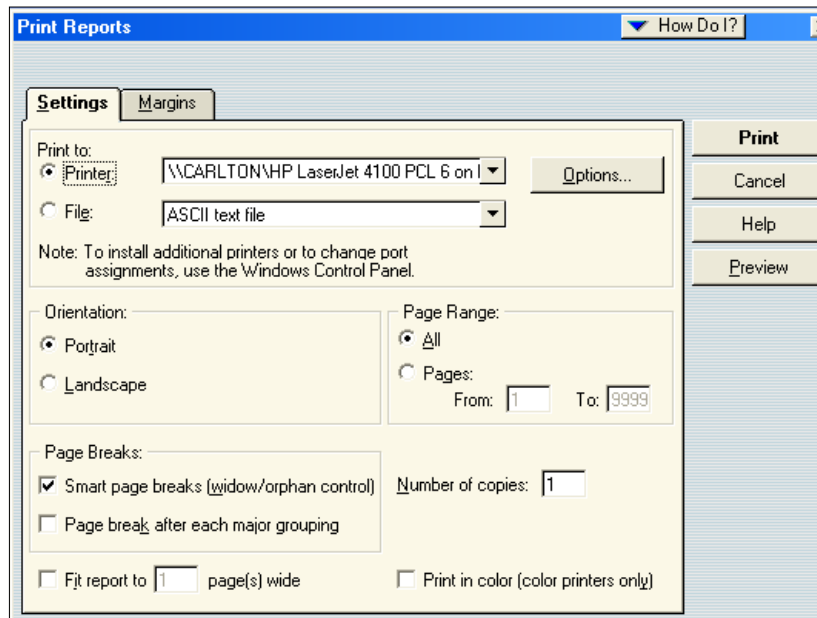 Print Reports
How Do I?
Settings
Margins
Print to:
Printer:
\\CARLTON\HP LaserJet 4100 PCL 6 on
Options...
File:
ASCII text file
Note: To install additional printers or to change port
assignments, use the Windows Control Panel.
Print
Cancel
Help
Preview
Orientation:
Portrait
Landscape
Page Range:
All
Pages:
From: 1 To: 9999
Page Breaks:
Smart page breaks (widow/orphan control)
Page break after each major grouping
Number of copies: 1
Fit report to 1 page(s) wide
Print in color (color printers only)